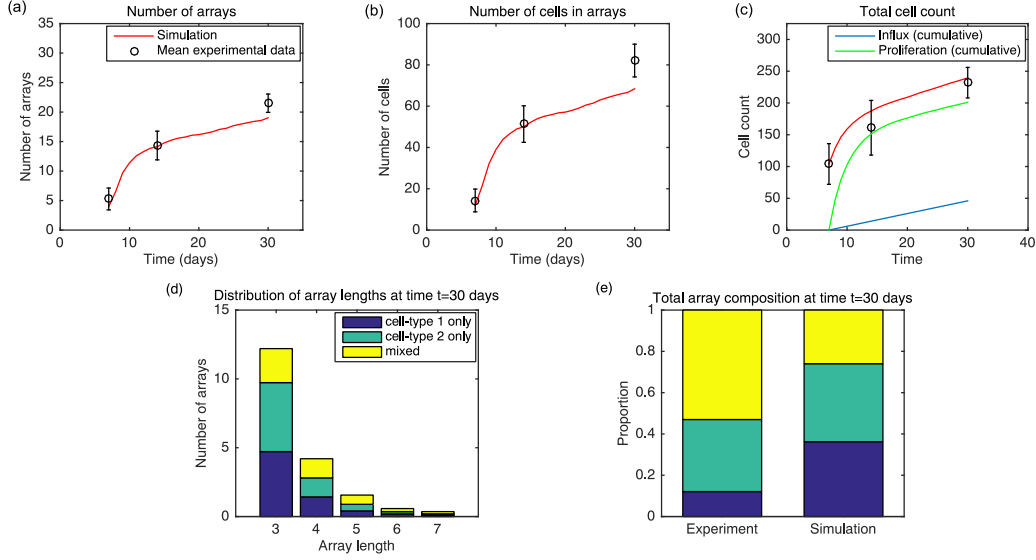 (a)
Number of arrays
Simulation
Mean experimental data
Number of arrays
35
30
25
20
15
10
5
0
0
10
20
30
Time (days)
(b)
Number of cells in arrays
Number of cells
100
80
60
40
20
0
0
10
20
30
Time (days)
(c)
Total cell count
Influx (cumulative)
Proliferation (cumulative)
Cell count
300
250
200
150
100
50
0
0
10
20
30
40
Time
(d)
Distribution of array lengths at time t=30 days
cell-type 1 only
cell-type 2 only
mixed
Number of arrays
15
10
5
0
3
4
5
6
7
Array length
(e)
Total array composition at time t=30 days
Proportion
1
0.8
0.6
0.4
0.2
0
Experiment
Simulation